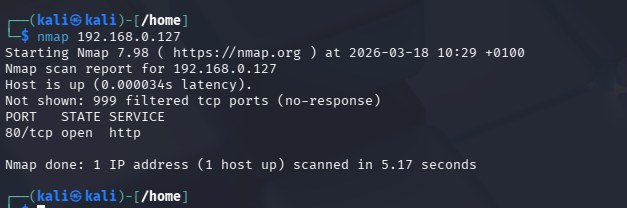 ┌──(kali㉿kali)-[/home]
└─$ nmap 192.168.0.127
Starting Nmap 7.98 ( https://nmap.org ) at 2026-03-18 10:29 +0100
Nmap scan report for 192.168.0.127
Host is up (0.000034s latency).
Not shown: 999 filtered tcp ports (no-response)
PORT   STATE SERVICE
80/tcp open  http

Nmap done: 1 IP address (1 host up) scanned in 5.17 seconds

┌──(kali㉿kali)-[/home]